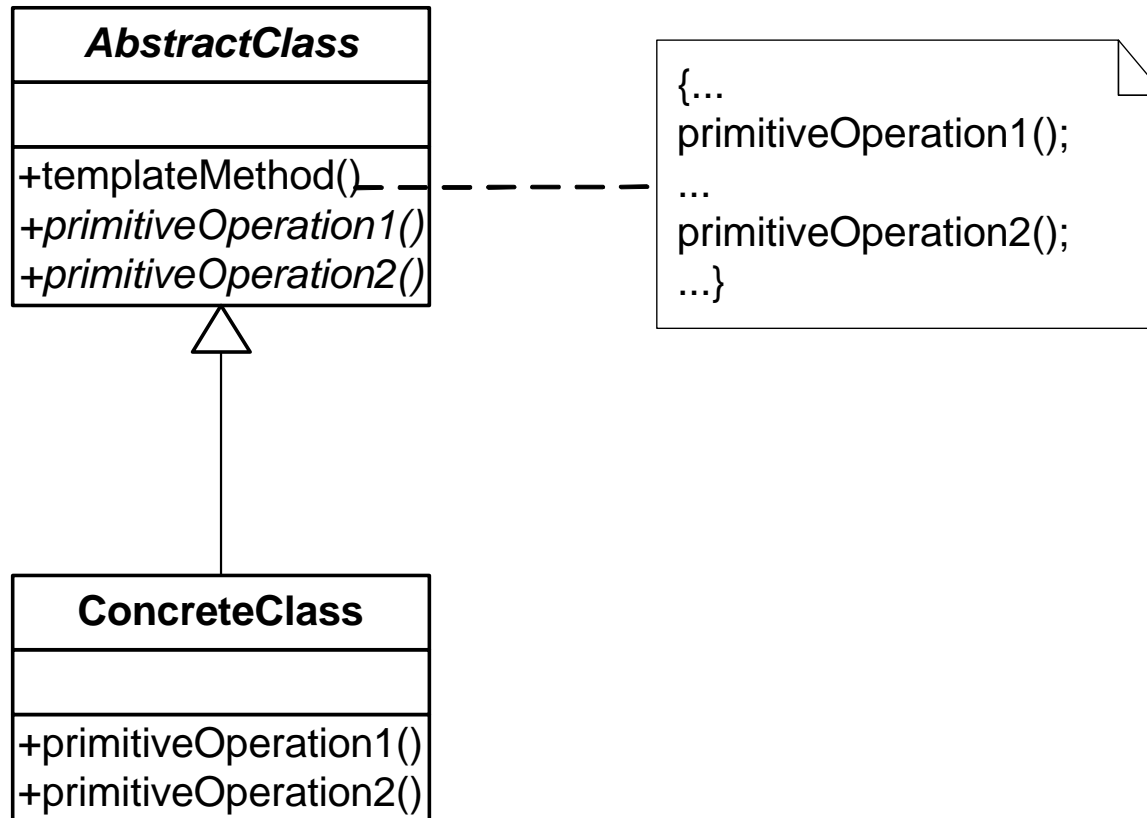 AbstractClass
+templateMethod()
+primitiveOperation1()
+primitiveOperation2()
{...
primitiveOperation1();
...
primitiveOperation2();
...}
ConcreteClass
+primitiveOperation1()
+primitiveOperation2()